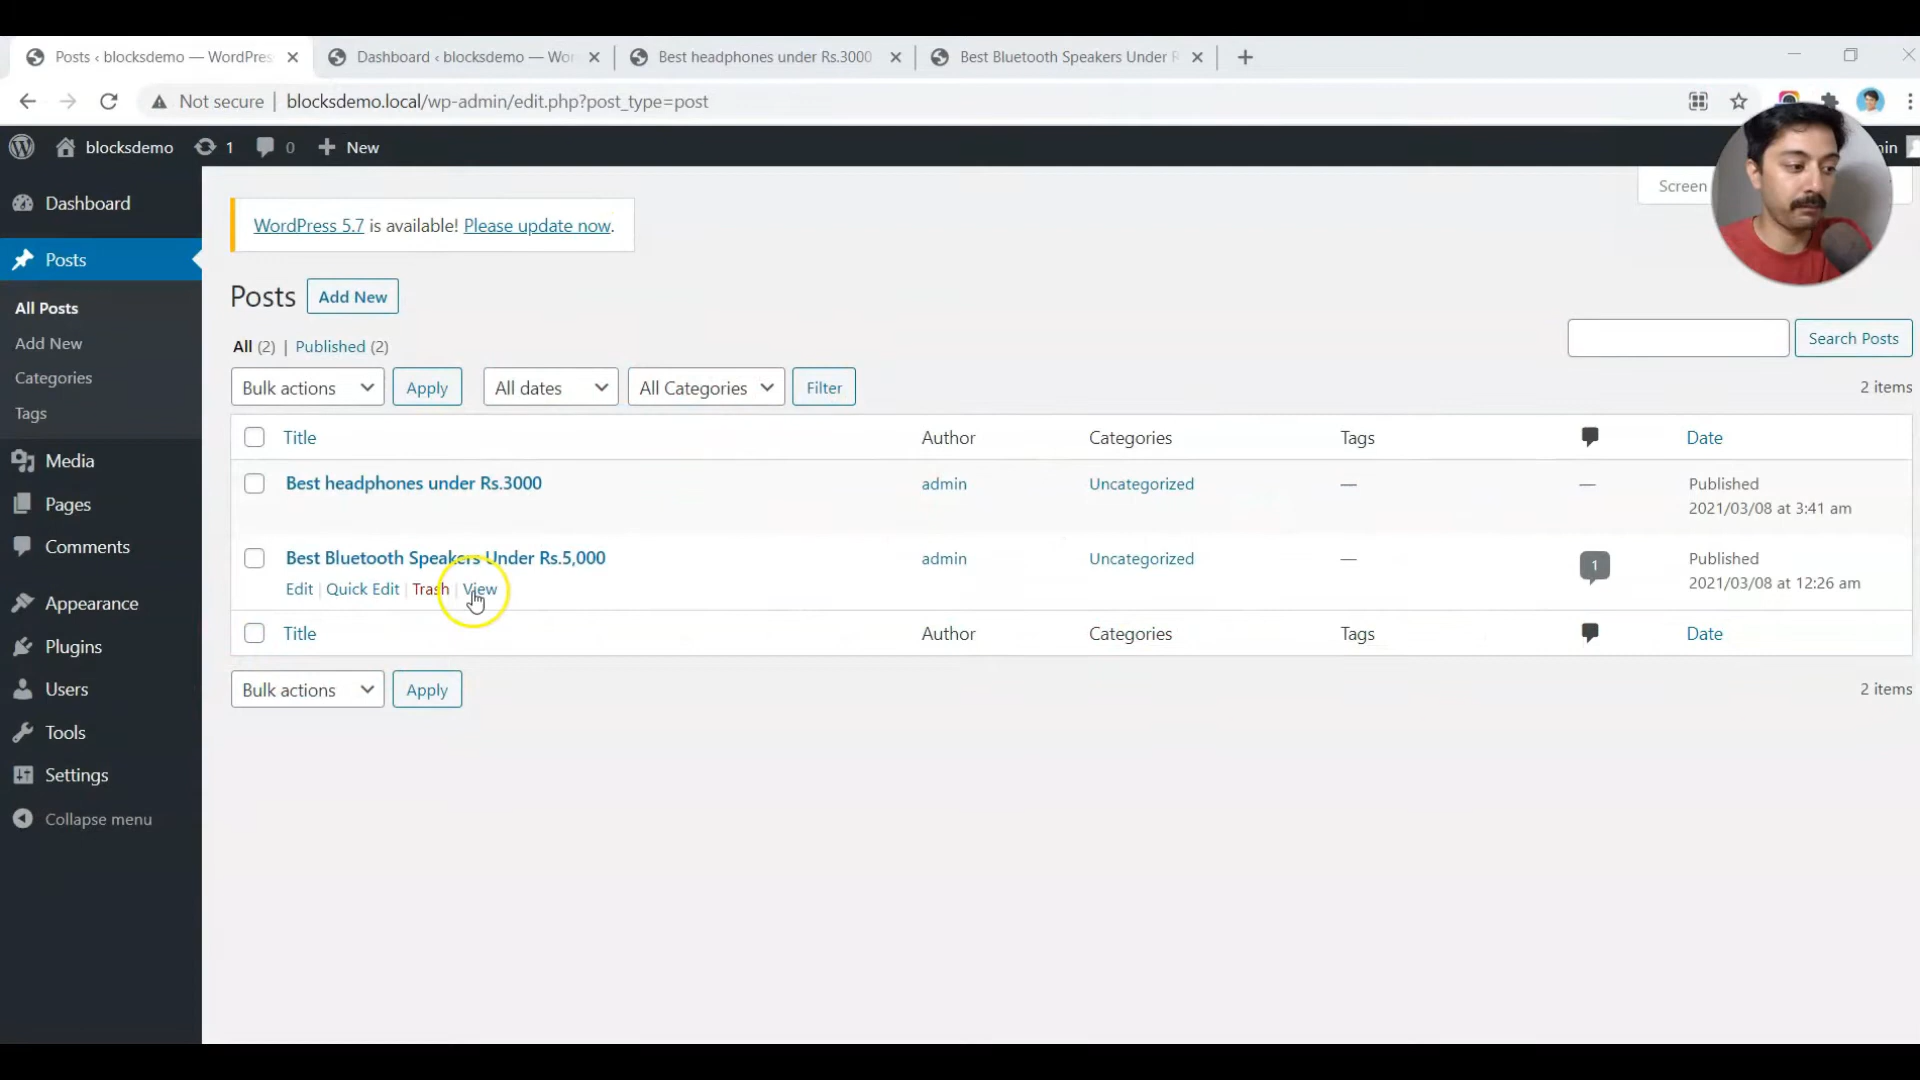 Posts ‹ blocksdemo — WordPres
Dashboard ‹ blocksdemo — Wo
Best headphones under Rs.3000
Best Bluetooth Speakers Under R
Not secure
blocksdemo.local/wp-admin/edit.php?post_type=post
blocksdemo
1
0
+ New
min
Screen
Dashboard
Posts
All Posts
Add New
Categories
Tags
Media
Pages
Comments
Appearance
Plugins
Users
Tools
Settings
Collapse menu
WordPress 5.7 is available! Please update now.
Posts Add New
All (2) | Published (2)
Search Posts
Bulk actions Apply All dates All Categories Filter 2 items
Title Author Categories Tags Date
Best headphones under Rs.3000 admin Uncategorized — — Published
2021/03/08 at 3:41 am
Best Bluetooth Speakers Under Rs.5,000 admin Uncategorized — 1 Published
Edit | Quick Edit | Trash | View 2021/03/08 at 12:26 am
Title Author Categories Tags Date
Bulk actions Apply 2 items